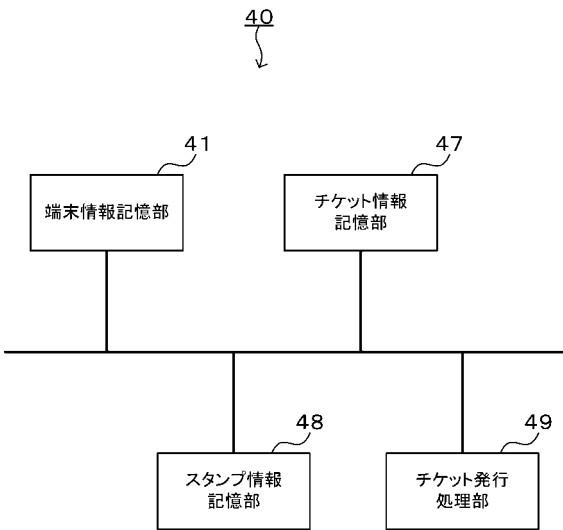 40
41
端末情報記憶部
47
チケット情報
記憶部
48
スタンプ情報
記憶部
49
チケット発行
処理部